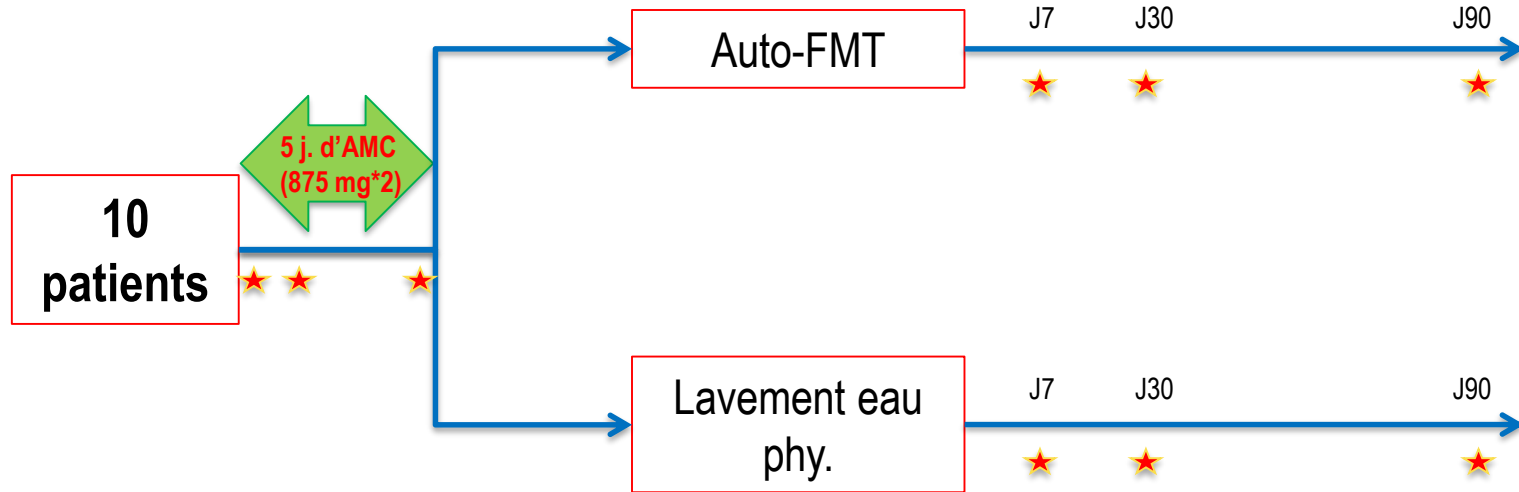 10
patients
5 j. d’AMC
(875 mg*2)
Auto-FMT
J7
J30
J90
Lavement eau
phy.
J7
J30
J90